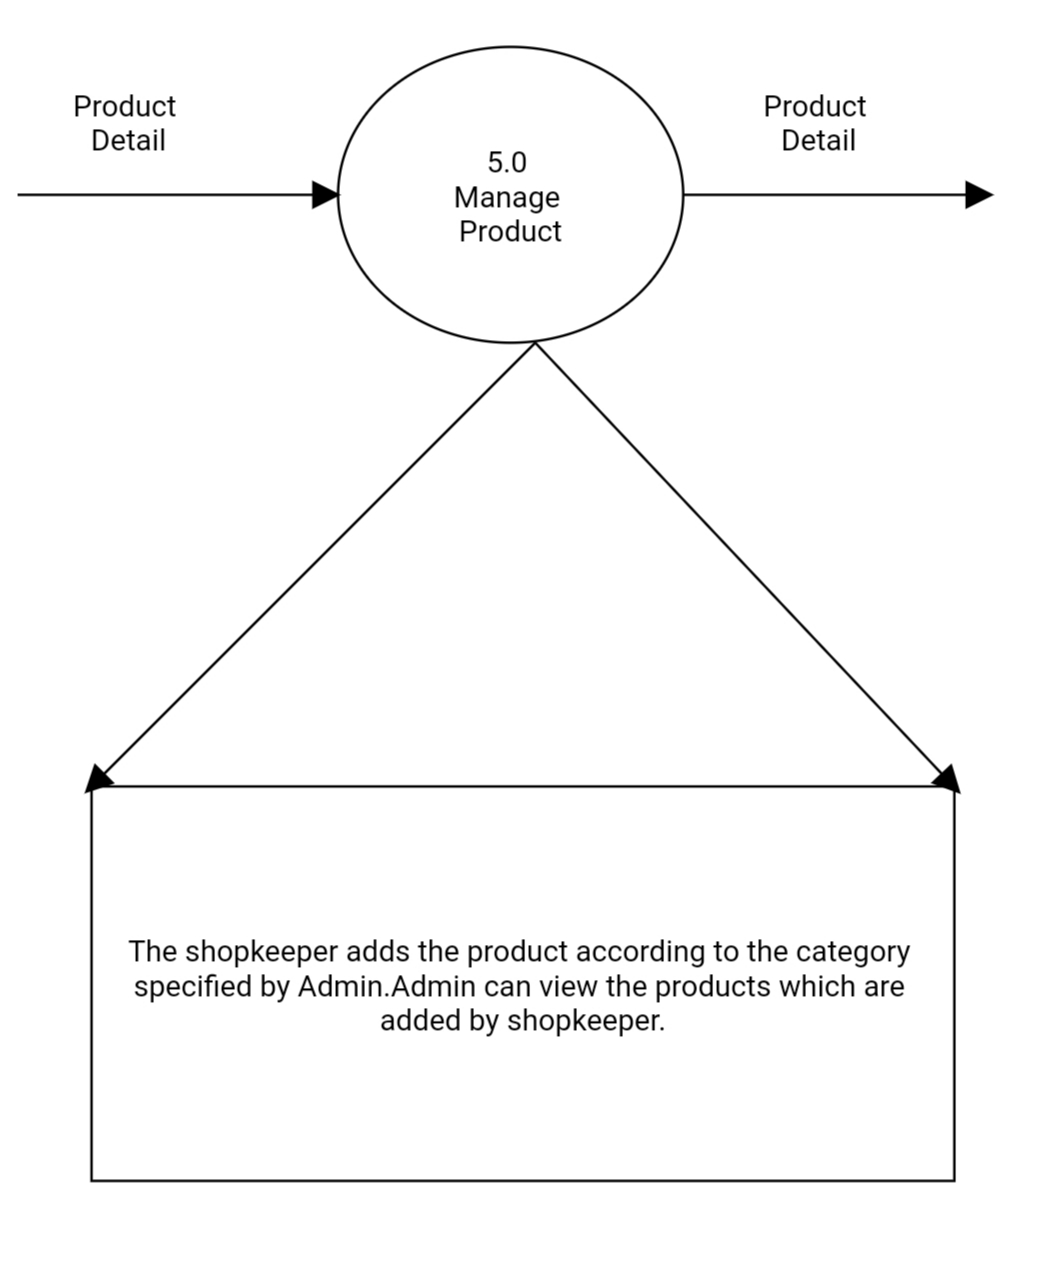 Product
Detail
5.0
Manage
Product
Product
Detail
The shopkeeper adds the product according to the category
specified by Admin.Admin can view the products which are
added by shopkeeper.